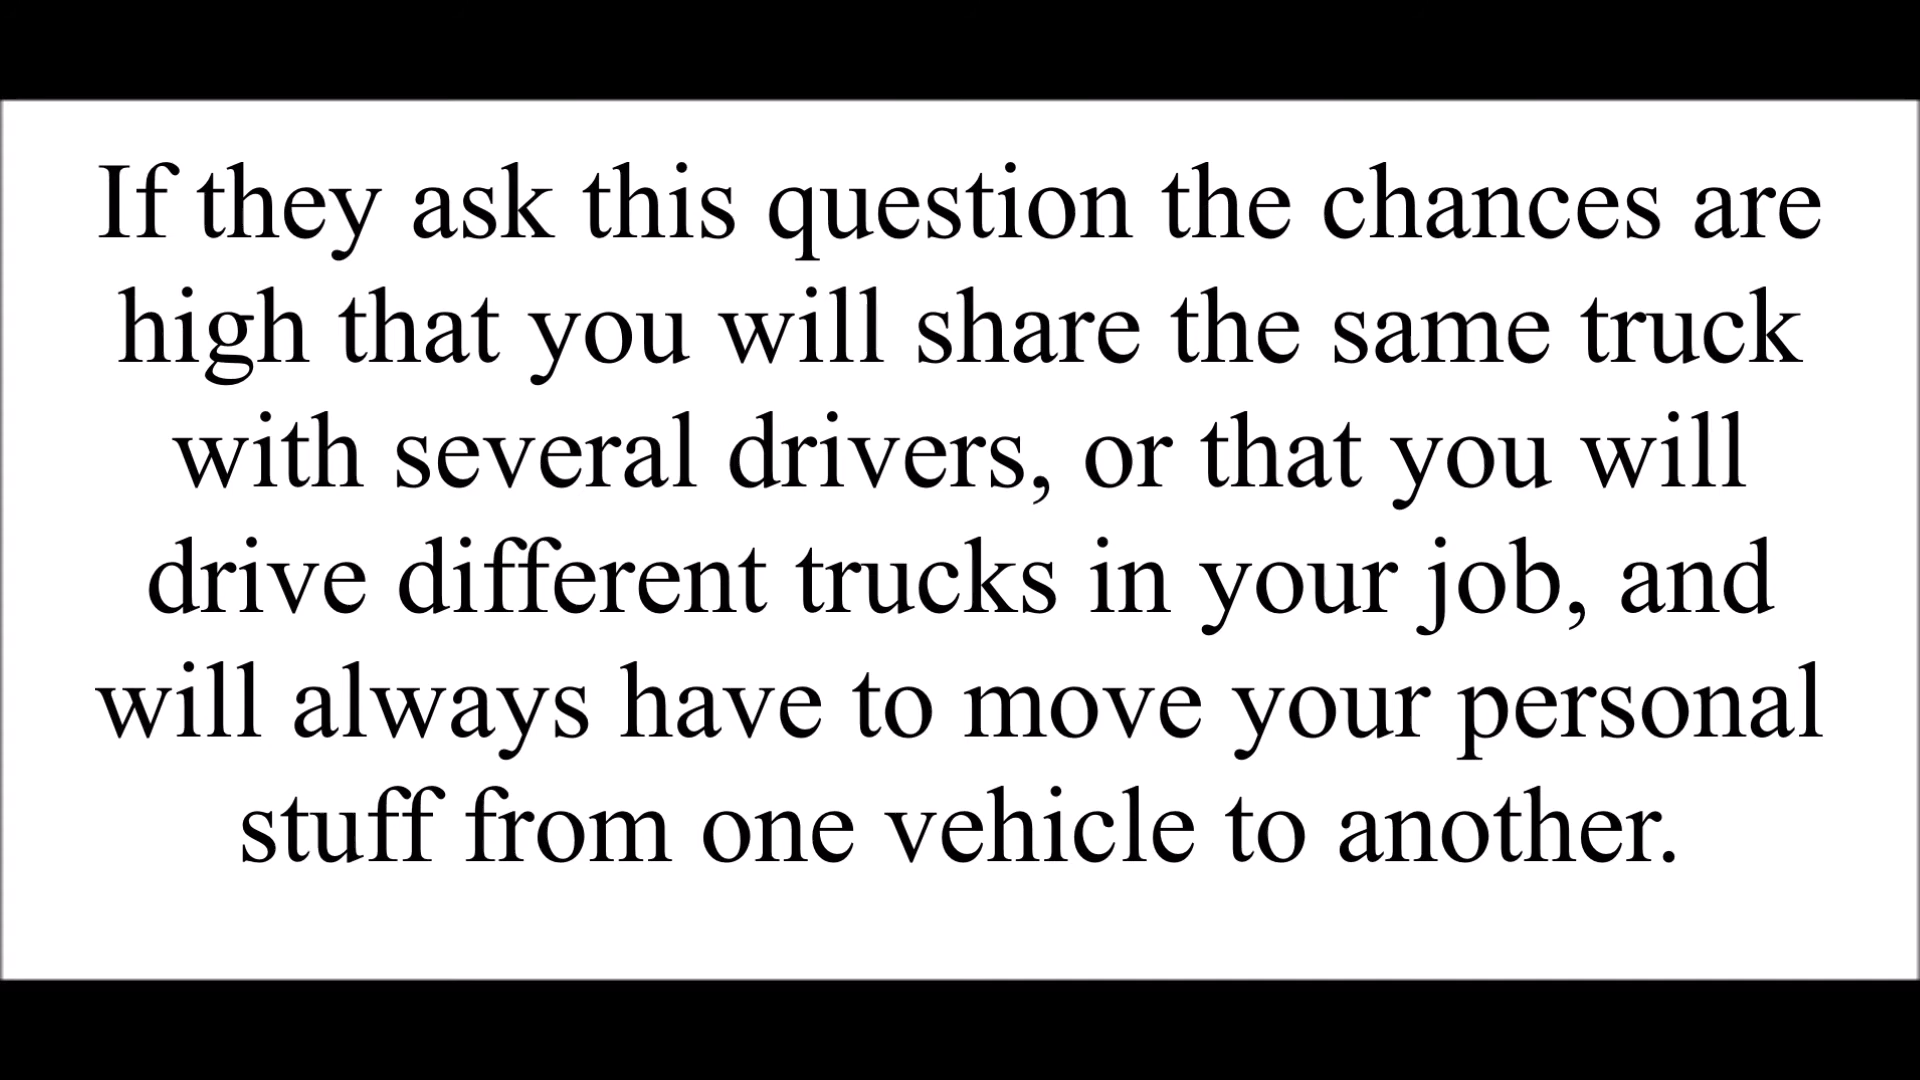 If they ask this question the chances are
high that you will share the same truck
with several drivers, or that you will
drive different trucks in your job, and
will always have to move your personal
stuff from one vehicle to another.